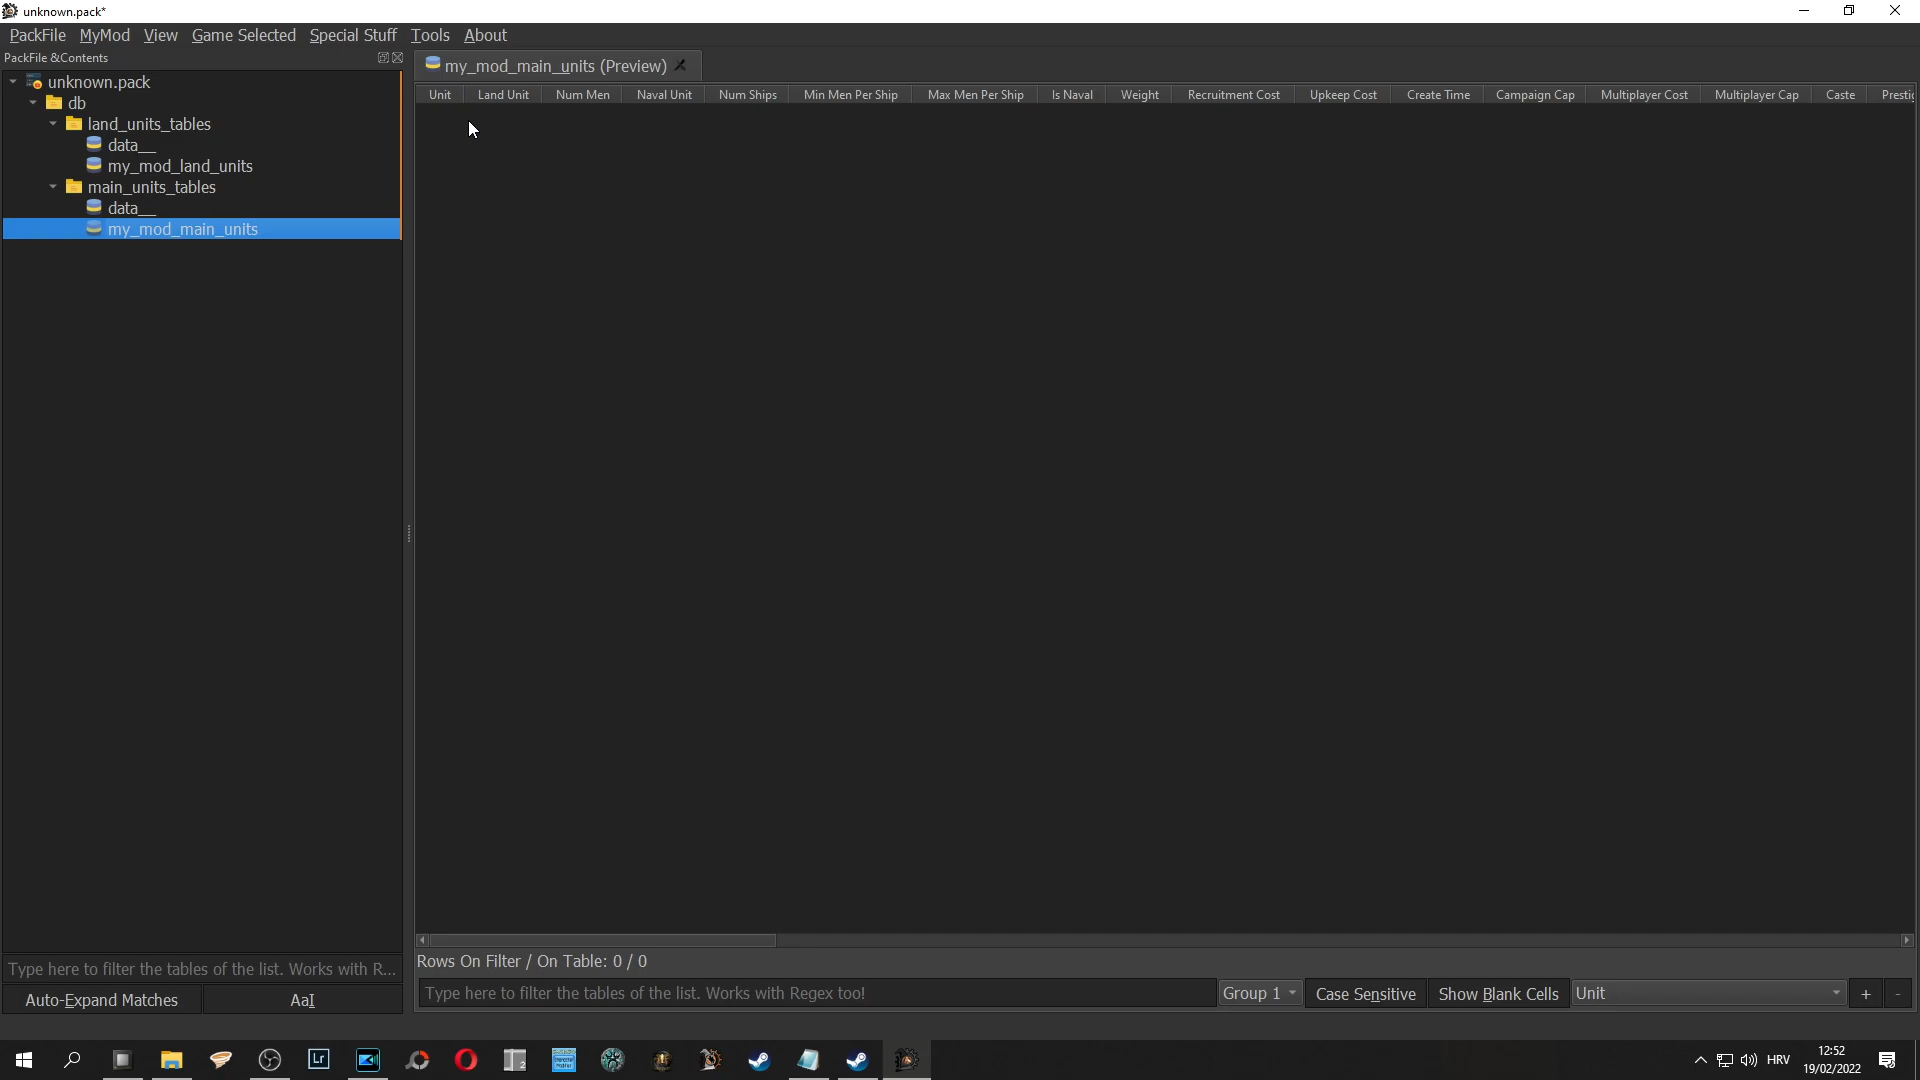 unknown.pack*
PackFile MyMod View Game Selected Special Stuff Tools About
PackFile &Contents
unknown.pack
db
land_units_tables
data__
my_mod_land_units
main_units_tables
data__
my_mod_main_units
Type here to filter the tables of the list. Works with R...
Auto-Expand Matches AaI
my_mod_main_units (Preview)
Unit Land Unit Num Men Naval Unit Num Ships Min Men Per Ship Max Men Per Ship Is Naval Weight Recruitment Cost Upkeep Cost Create Time Campaign Cap Multiplayer Cost Multiplayer Cap Caste
Rows On Filter / On Table: 0 / 0
Type here to filter the tables of the list. Works with Regex too! Group 1 Case Sensitive Show Blank Cells Unit + -
Lr
HRV 12:52
19/02/2022